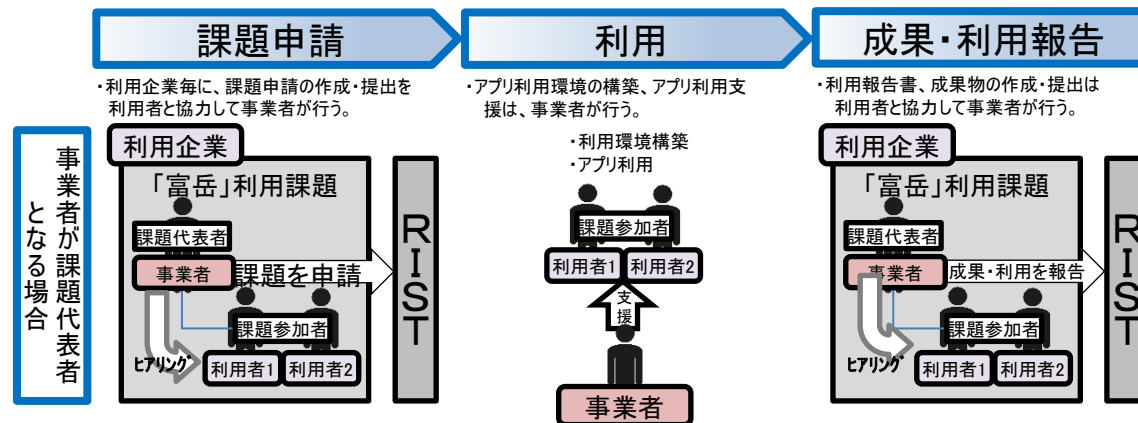 課題申請
利用
成果・利用報告
・利用企業毎に、課題申請の作成・提出を
利用者と協力して事業者が行う。
・アプリ利用環境の構築、アプリ利用支
援は、事業者が行う。
・利用報告書、成果物の作成・提出は
利用者と協力して事業者が行う。
事業者が課題代表者
となる場合
利用企業
「富岳」利用課題
課題代表者
事業者
課題を申請
課題参加者
ヒアリング
利用者1
利用者2
RIST
・利用環境構築
・アプリ利用
課題参加者
利用者1
利用者2
支援
事業者
利用企業
「富岳」利用課題
課題代表者
事業者
成果・利用を報告
課題参加者
ヒアリング
利用者1
利用者2
RIST